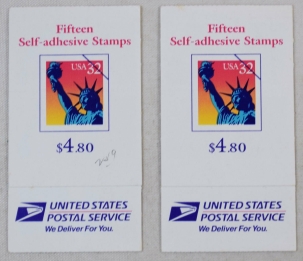 Fifteen
Self-adhesive Stamps
USA 32
$4.80
UNITED STATES
POSTAL SERVICE
We Deliver For You.
Fifteen
Self-adhesive Stamps
USA 32
$4.80
UNITED STATES
POSTAL SERVICE
We Deliver For You.